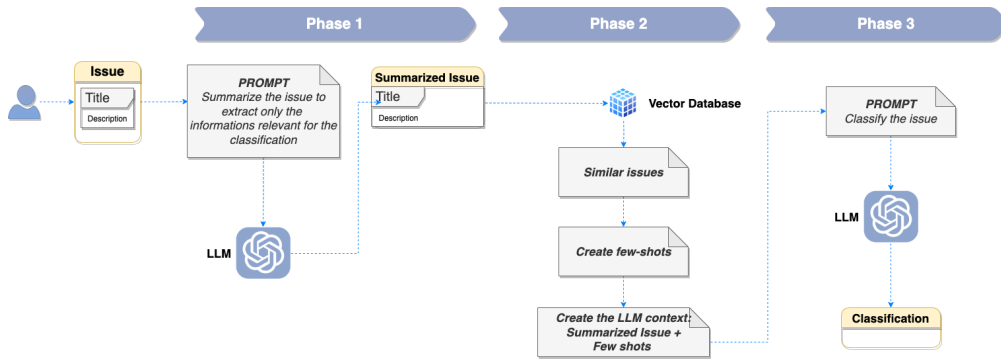 Phase 1
Phase 2
Phase 3
Issue
Title
Description
PROMPT
Summarize the issue to
extract only the
informations relevant for the
classification
LLM
Summarized Issue
Title
Description
Vector Database
Similar issues
Create few-shots
Create the LLM context:
Summarized Issue +
Few shots
PROMPT
Classify the issue
LLM
Classification